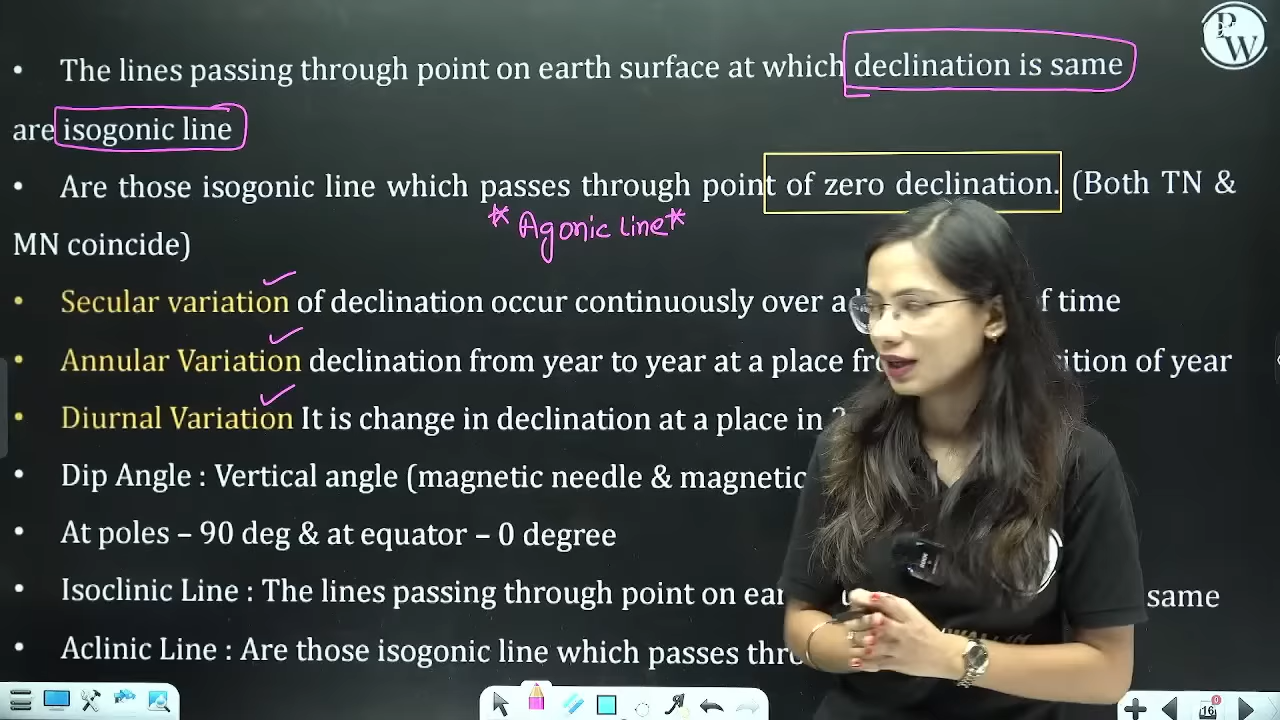 PW
• The lines passing through point on earth surface at which declination is same
are isogonic line
• Are those isogonic line which passes through point of zero declination. (Both TN &
* Agonic line *
MN coincide)
• Secular variation of declination occur continuously over a f time
• Annular Variation declination from year to year at a place ition of year
• Diurnal Variation It is change in declination at a place in
• Dip Angle : Vertical angle (magnetic needle & magnetic
• At poles – 90 deg & at equator – 0 degree
• Isoclinic Line : The lines passing through point on same
• Aclinic Line : Are those isogonic line which passes
16